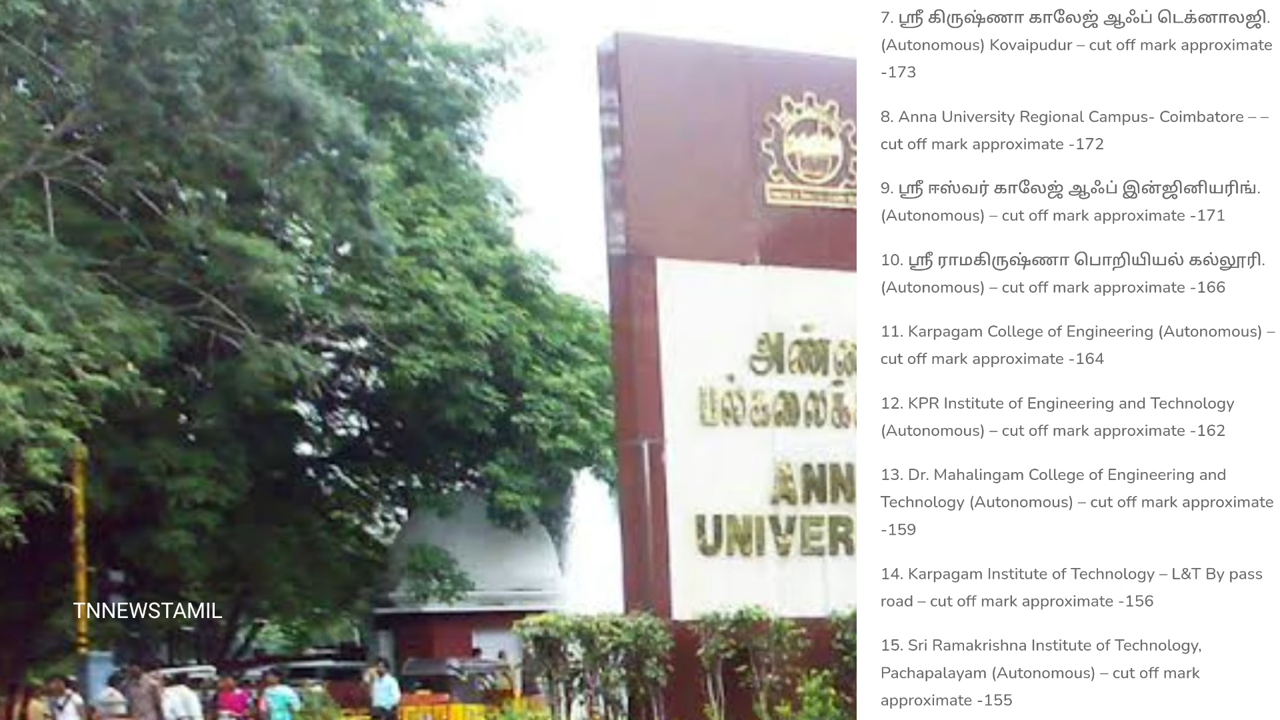 அண்ண
பல்கலைக்
ANN
UNIVER
TNNEWSTAMIL
7. ஸ்ரீ கிருஷ்ணா காலேஜ் ஆஃப் டெக்னாலஜி.
(Autonomous) Kovaipudur – cut off mark approximate
-173
8. Anna University Regional Campus- Coimbatore – –
cut off mark approximate -172
9. ஸ்ரீ ஈஸ்வர் காலேஜ் ஆஃப் இன்ஜினியரிங்.
(Autonomous) – cut off mark approximate -171
10. ஸ்ரீ ராமகிருஷ்ணா பொறியியல் கல்லூரி.
(Autonomous) – cut off mark approximate -166
11. Karpagam College of Engineering (Autonomous) –
cut off mark approximate -164
12. KPR Institute of Engineering and Technology
(Autonomous) – cut off mark approximate -162
13. Dr. Mahalingam College of Engineering and
Technology (Autonomous) – cut off mark approximate
-159
14. Karpagam Institute of Technology – L&T By pass
road – cut off mark approximate -156
15. Sri Ramakrishna Institute of Technology,
Pachapalayam (Autonomous) – cut off mark
approximate -155